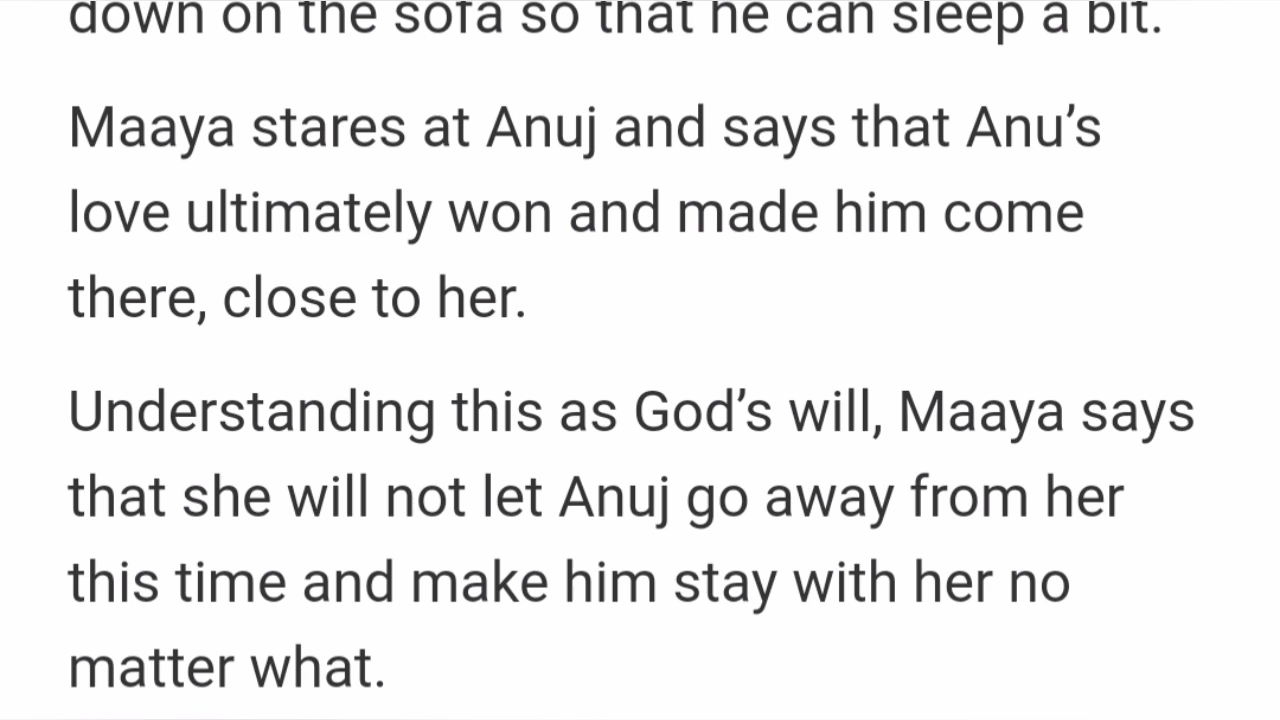 down on the sofa so that he can sleep a bit.
Maaya stares at Anuj and says that Anu’s
love ultimately won and made him come
there, close to her.
Understanding this as God’s will, Maaya says
that she will not let Anuj go away from her
this time and make him stay with her no
matter what.